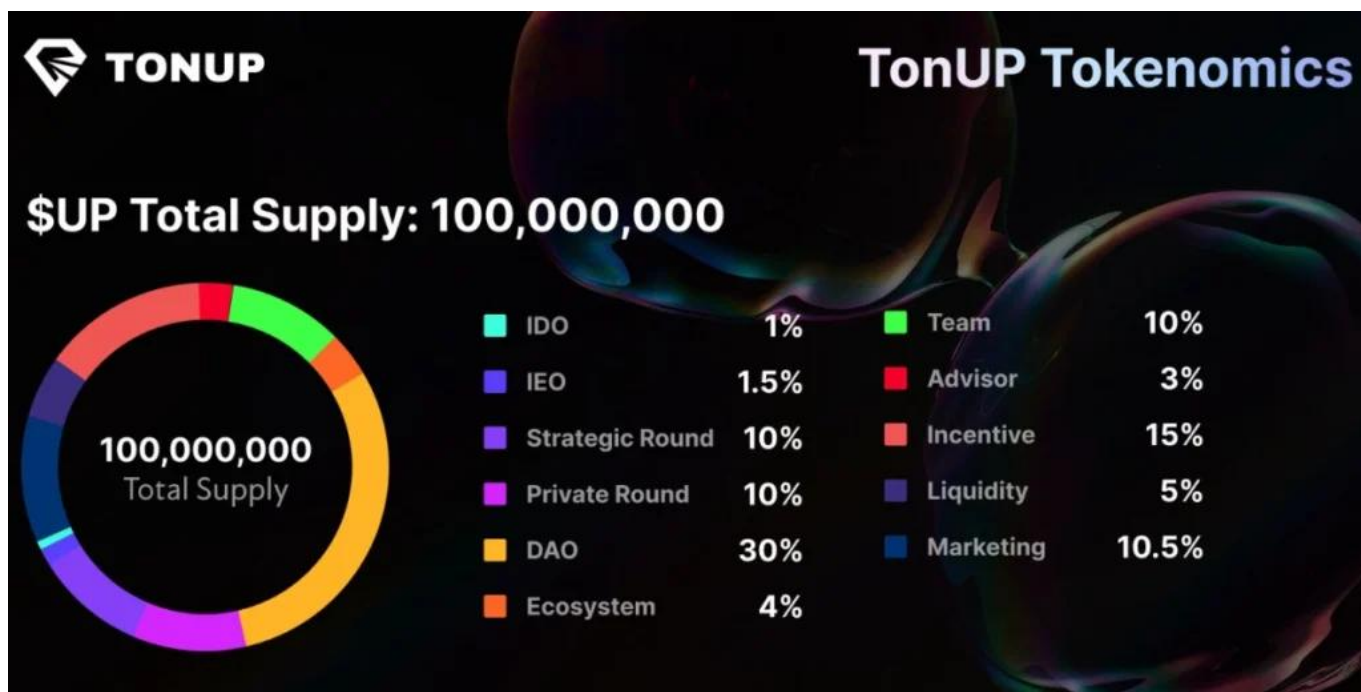 TONUP
TonUP Tokenomics
$UP Total Supply: 100,000,000
100,000,000
Total Supply
IDO 1%
IEO 1.5%
Strategic Round 10%
Private Round 10%
DAO 30%
Ecosystem 4%
Team 10%
Advisor 3%
Incentive 15%
Liquidity 5%
Marketing 10.5%